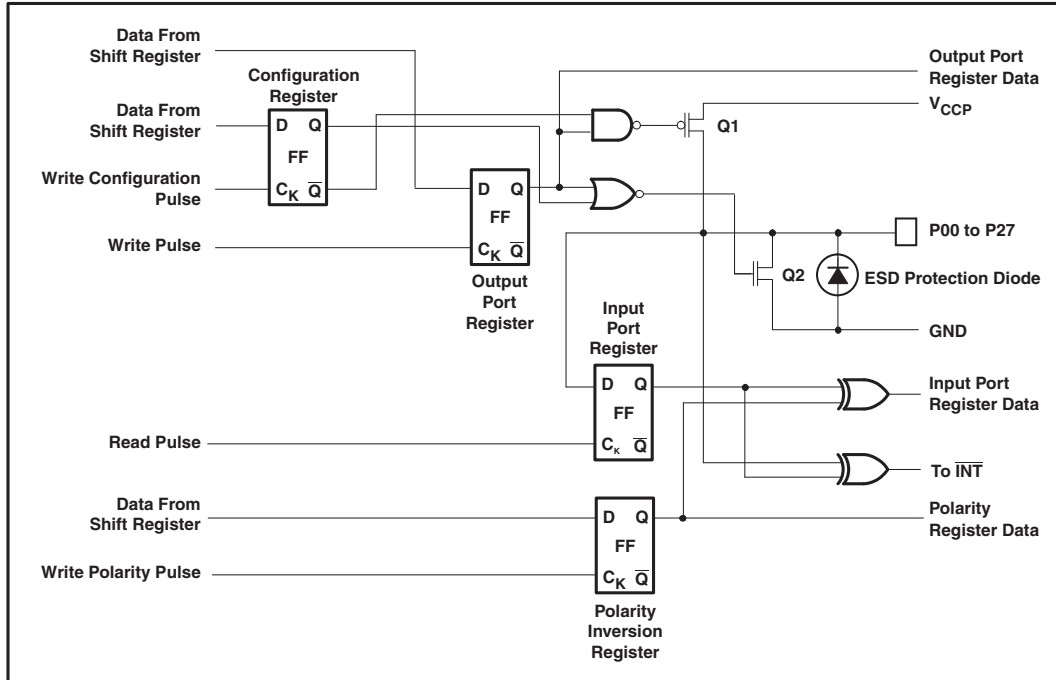 Data From
Shift Register
Configuration
Register
Data From
Shift Register
D Q
FF
CK Q̅
Write Configuration
Pulse
Write Pulse
D Q
FF
CK Q̅
Output
Port
Register
Output Port
Register Data
VCCP
Q1
P00 to P27
Q2
ESD Protection Diode
GND
Input
Port
Register
D Q
FF
CK Q̅
Read Pulse
Input Port
Register Data
To I̅N̅T̅
Data From
Shift Register
Write Polarity Pulse
D Q
FF
CK Q̅
Polarity
Register Data
Polarity
Inversion
Register